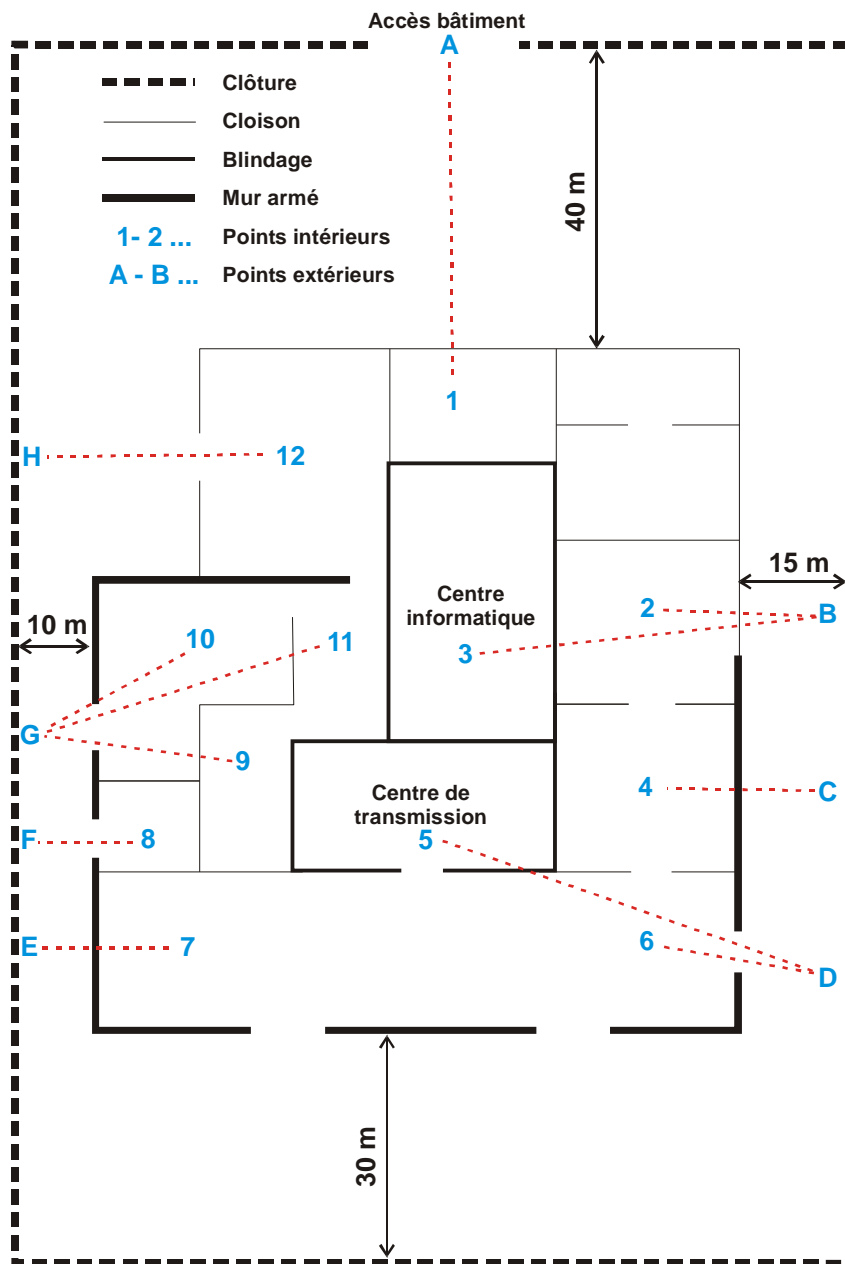 Accès bâtiment
A
Clôture
Cloison
Blindage
Mur armé
1- 2 ... Points intérieurs
A - B ... Points extérieurs
40 m
1
H
12
15 m
Centre
informatique
2
B
10 m
10
11
3
G
9
4
C
Centre de
transmission
F
8
5
E
7
6
D
30 m